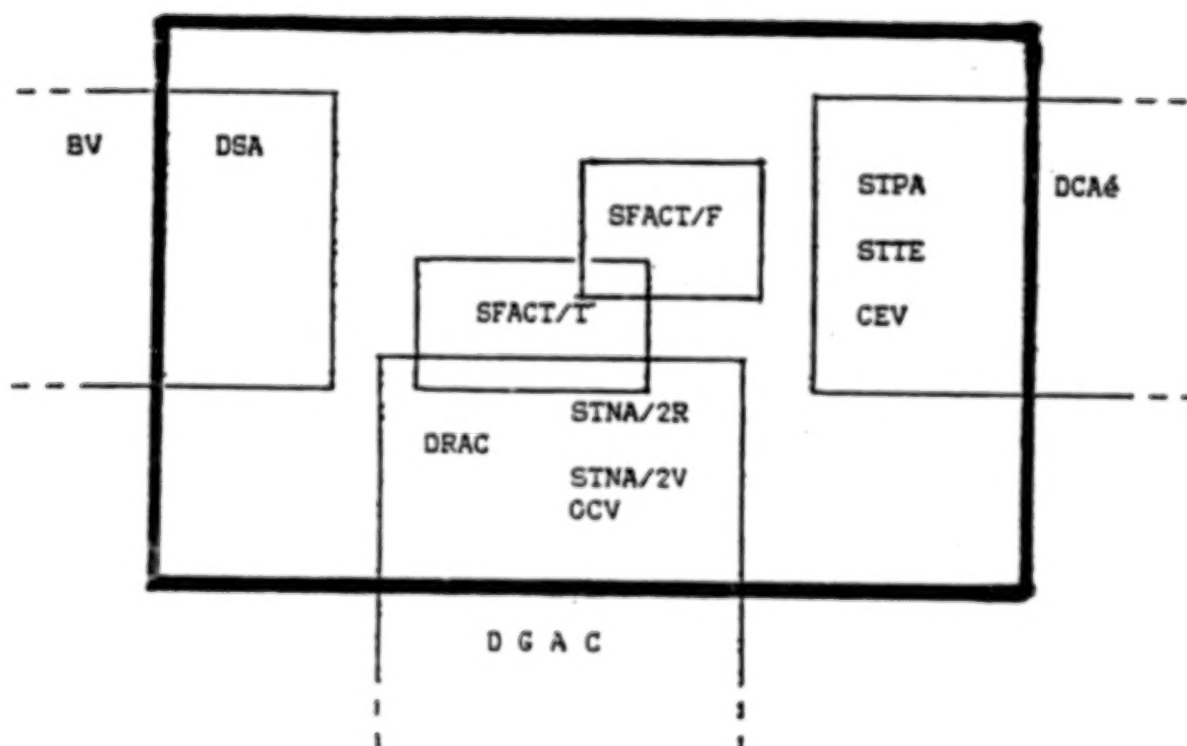 BV
DSA
SFACT/F
SFACT/T
STPA
STTE
CEV
DCAé
DRAC
STNA/2R
STNA/2V
OCV
D G A C